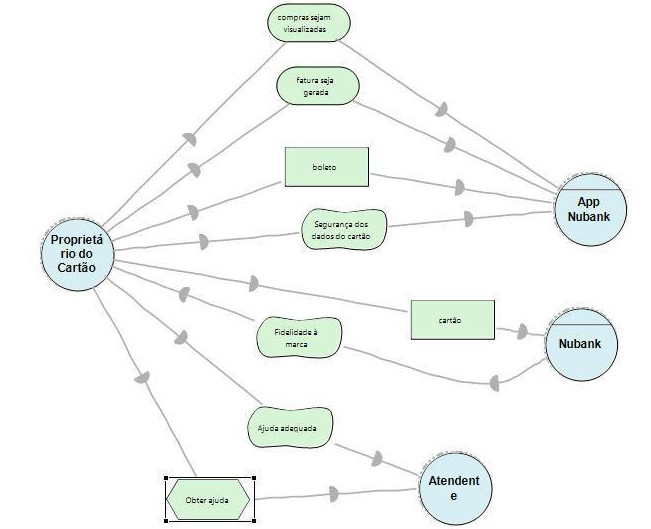 compras sejam
visualizadas
fatura seja
gerada
boleto
App
Nubank
Segurança dos
dados do cartão
Proprietá
rio do
Cartão
cartão
Fidelidade à
marca
Nubank
Ajuda adequada
Atendent
e
Obter ajuda